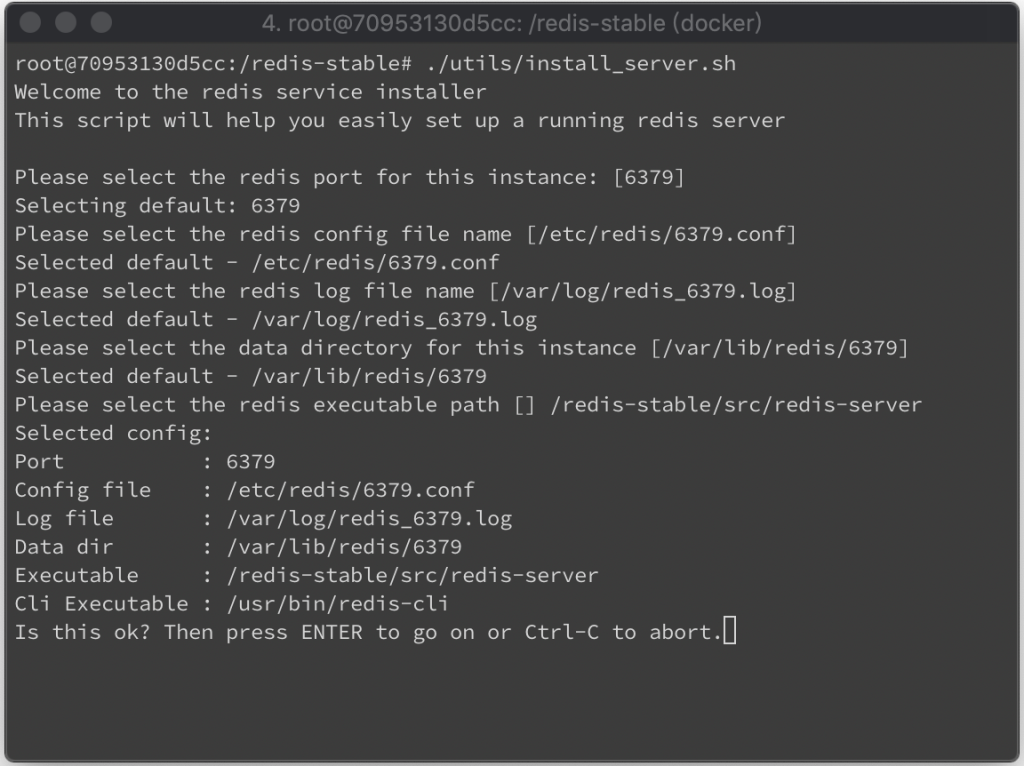 4. root@70953130d5cc: /redis-stable (docker)
root@70953130d5cc:/redis-stable# ./utils/install_server.sh
Welcome to the redis service installer
This script will help you easily set up a running redis server
Please select the redis port for this instance: [6379]
Selecting default: 6379
Please select the redis config file name [/etc/redis/6379.conf]
Selected default - /etc/redis/6379.conf
Please select the redis log file name [/var/log/redis_6379.log]
Selected default - /var/log/redis_6379.log
Please select the data directory for this instance [/var/lib/redis/6379]
Selected default - /var/lib/redis/6379
Please select the redis executable path [] /redis-stable/src/redis-server
Selected config:
Port           : 6379
Config file    : /etc/redis/6379.conf
Log file       : /var/log/redis_6379.log
Data dir       : /var/lib/redis/6379
Executable     : /redis-stable/src/redis-server
Cli Executable : /usr/bin/redis-cli
Is this ok? Then press ENTER to go on or Ctrl-C to abort.